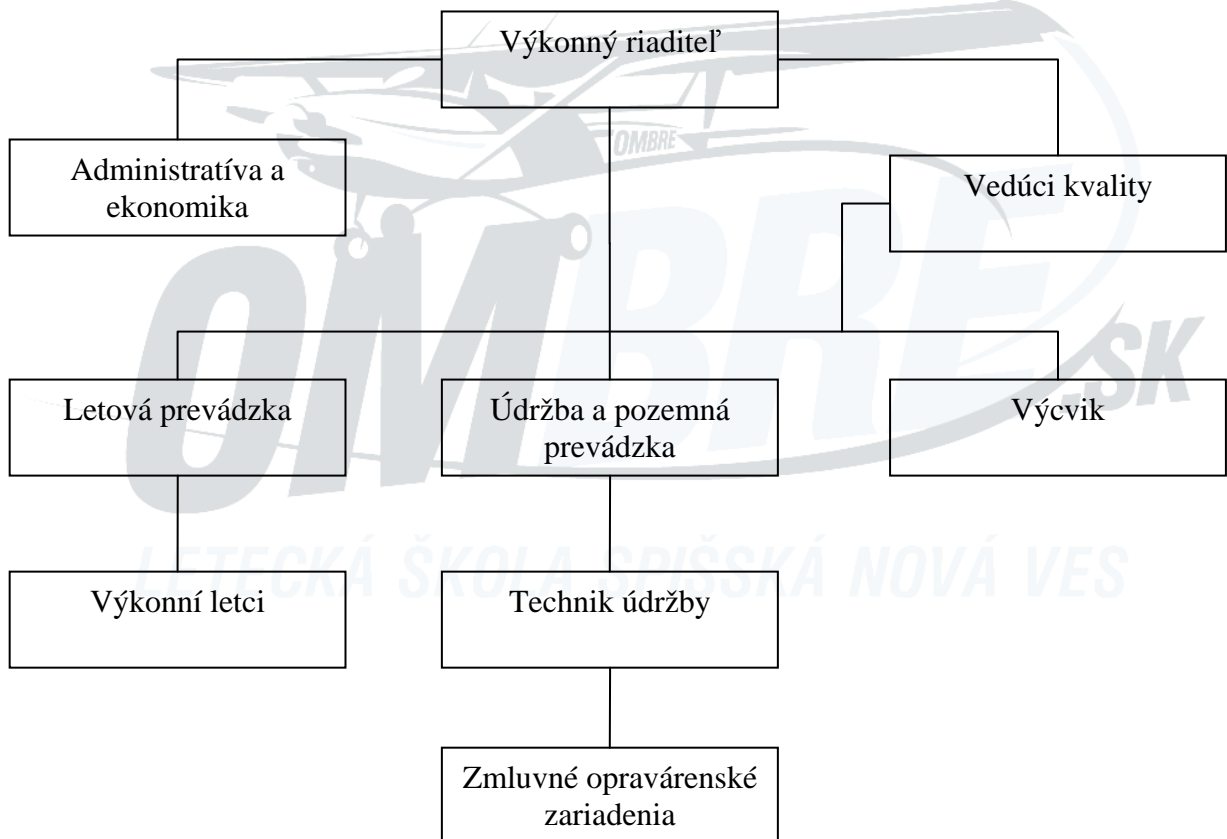 Výkonný riaditeľ
Administratíva a
ekonomika
OMBRE
Vedúci kvality
OMBRE
.SK
Letová prevádzka
Údržba a pozemná
prevádzka
Výcvik
LETECKÁ ŠKOLA SPIŠSKÁ NOVÁ VES
Výkonní letci
Technik údržby
Zmluvné opravárenské
zariadenia